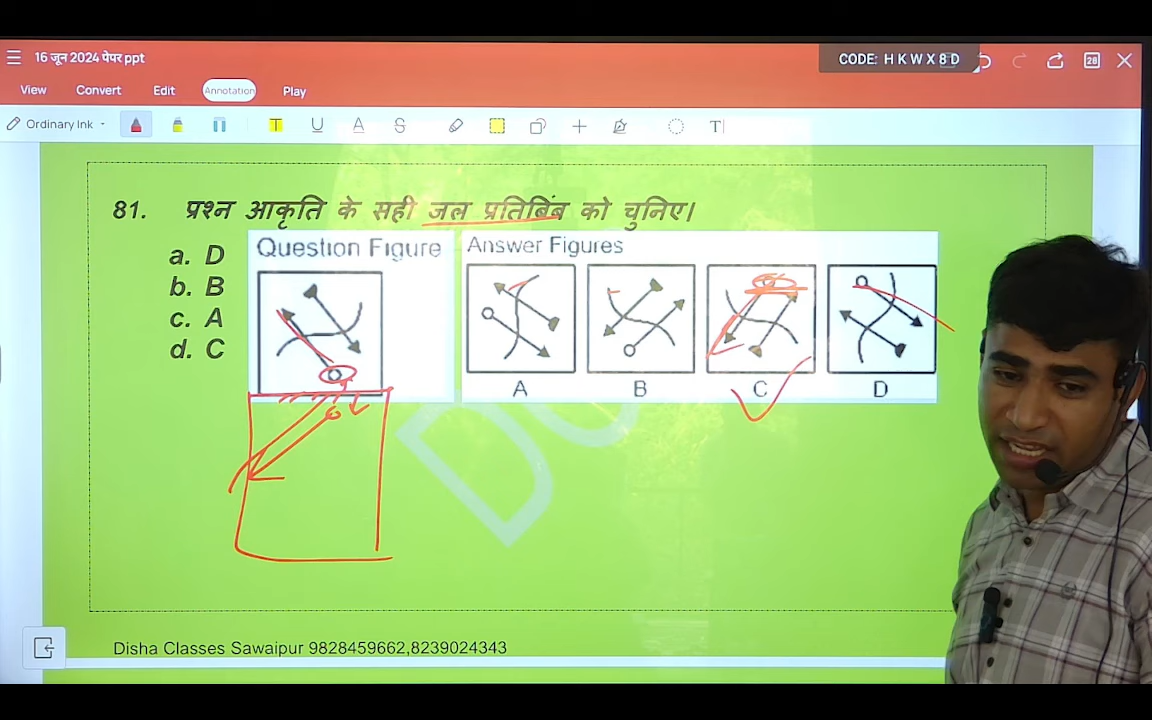 16 जून 2024 पेपर ppt
CODE: H K W X 8 D
28
View Convert Edit Annotation Play
Ordinary Ink T U A S T
81. प्रश्न आकृति के सही जल प्रतिबिंब को चुनिए।
a. D
b. B
c. A
d. C
Question Figure
Answer Figures
A B C D
Disha Classes Sawaipur 9828459662,8239024343